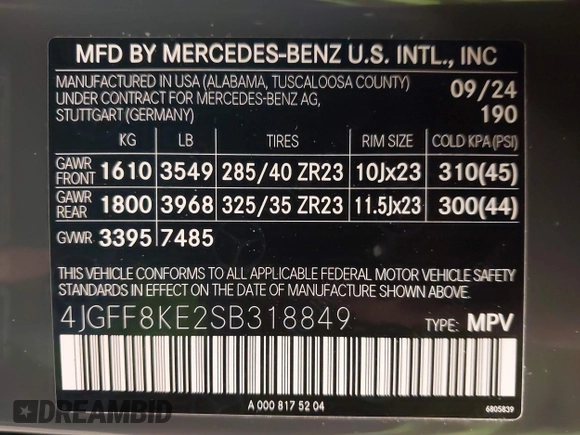 MFD BY MERCEDES-BENZ U.S. INTL., INC
MANUFACTURED IN USA (ALABAMA, TUSCALOOSA COUNTY)
UNDER CONTRACT FOR MERCEDES-BENZ AG,
STUTTGART (GERMANY)
09/24
190
KG LB TIRES RIM SIZE COLD KPA(PSI)
GAWR FRONT 1610 3549 285/40 ZR23 10Jx23 310(45)
GAWR REAR 1800 3968 325/35 ZR23 11.5Jx23 300(44)
GVWR 3395 7485
THIS VEHICLE CONFORMS TO ALL APPLICABLE FEDERAL MOTOR VEHICLE SAFETY
STANDARDS IN EFFECT ON THE DATE OF MANUFACTURE SHOWN ABOVE.
4JGFF8KE2SB318849 TYPE: MPV
A 000 817 52 04
6805839
DREAMBID